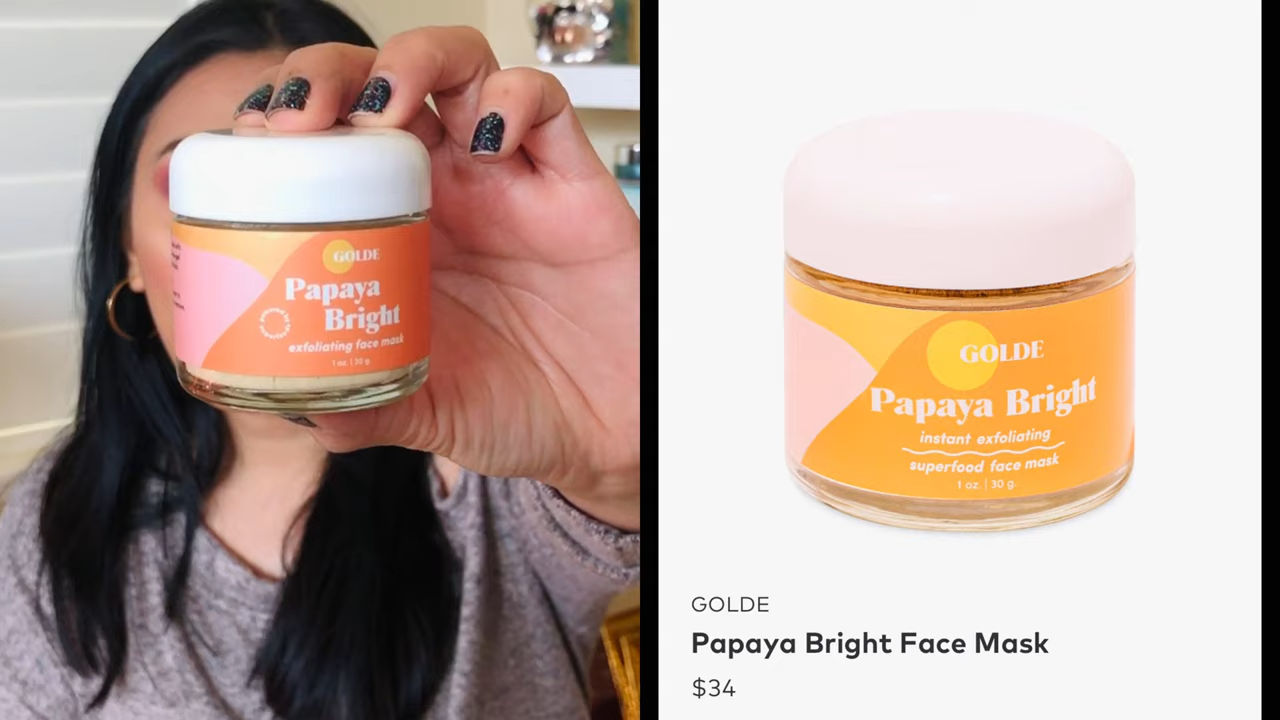 GOLDE
Papaya
Bright
exfoliating face mask
1 oz. | 30 g.
GOLDE
Papaya Bright
instant exfoliating
superfood face mask
1 oz. | 30 g.
GOLDE
Papaya Bright Face Mask
$34